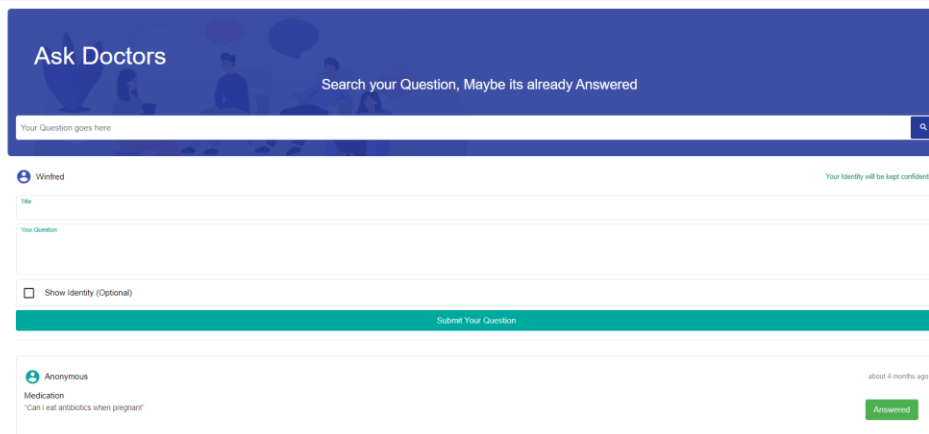 Ask Doctors
Search your Question, Maybe its already Answered
Your Question goes here
Winfred
Your Identity will be kept confident
Title
Your Question
Show Identity (Optional)
Submit Your Question
Anonymous
about 4 months ago
Medication
"Can i eat antibiotics when pregnant"
Answered